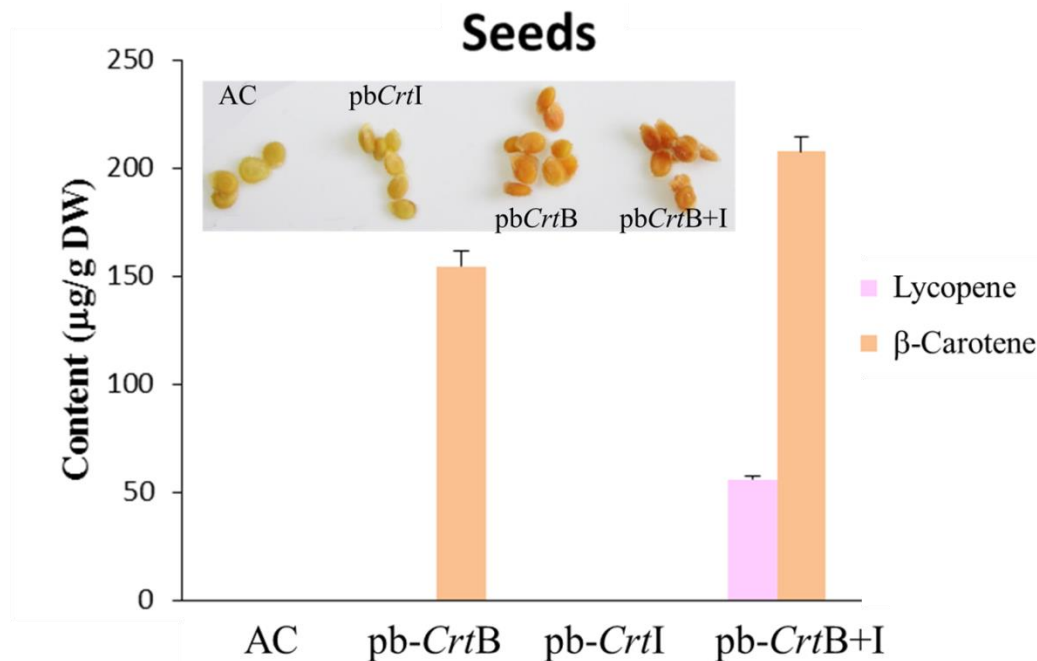 Seeds
250
200
150
100
50
0
Content (µg/g DW)
AC pbCrtI
pbCrtB pbCrtB+I
Lycopene
β-Carotene
AC pb-CrtB pb-CrtI pb-CrtB+I